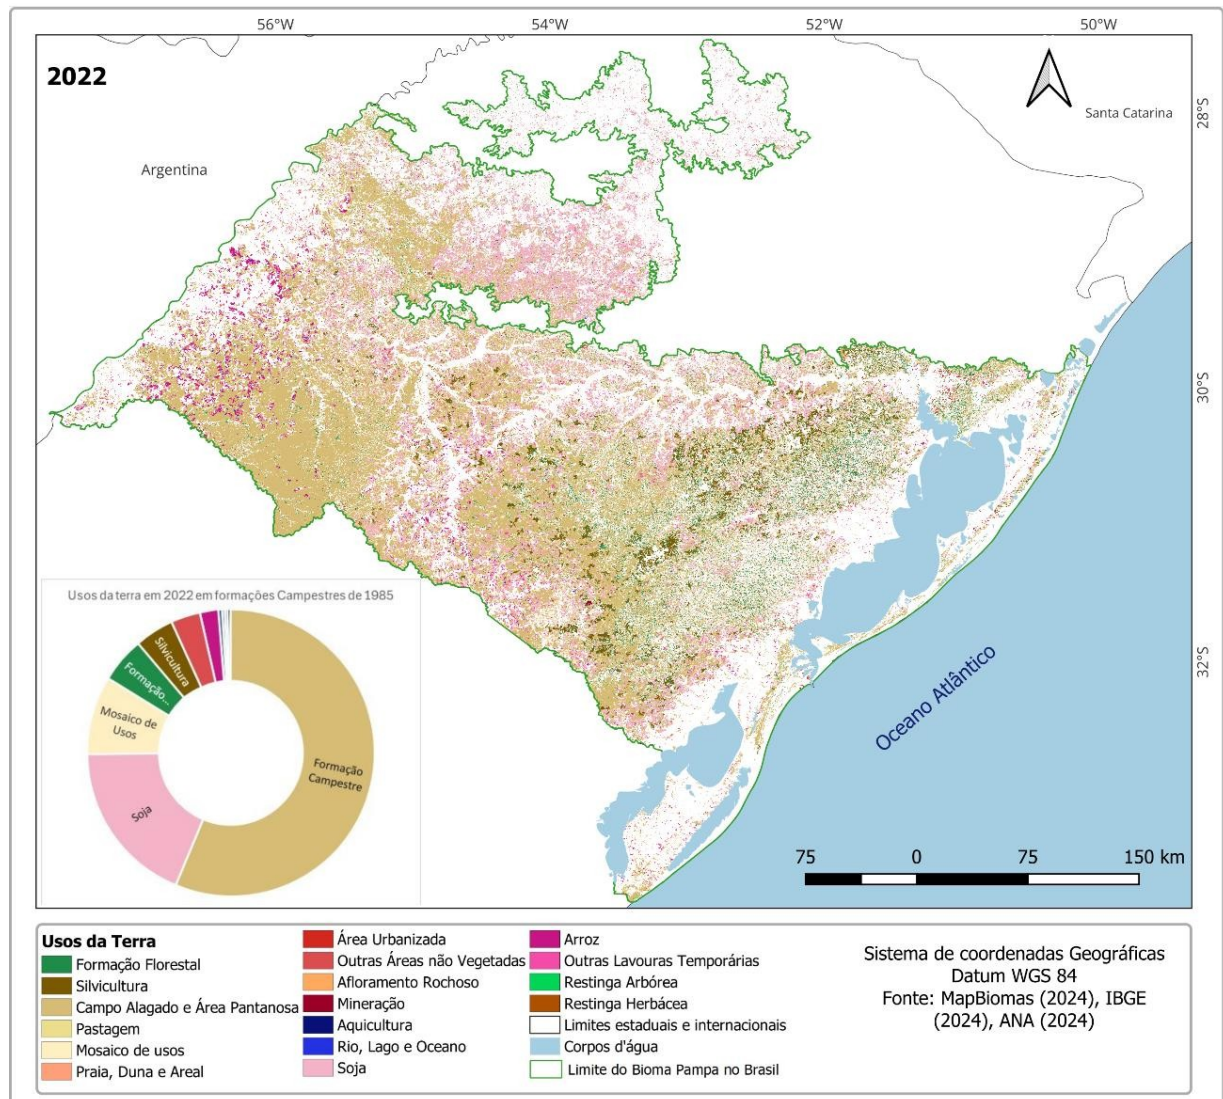 56°W
54°W
52°W
50°W
2022
28°S
Santa Catarina
Argentina
30°S
32°S
Oceano Atlântico
Usos da terra em 2022 em formações Campestres de 1985
Silvicultura
Formação...
Mosaico de
Usos
Soja
Formação
Campestre
75
0
75
150 km
Usos da Terra
Formação Florestal
Silvicultura
Campo Alagado e Área Pantanosa
Pastagem
Mosaico de usos
Praia, Duna e Areal
Área Urbanizada
Outras Áreas não Vegetadas
Afloramento Rochoso
Mineração
Aquicultura
Rio, Lago e Oceano
Soja
Arroz
Outras Lavouras Temporárias
Restinga Arbórea
Restinga Herbácea
Limites estaduais e internacionais
Corpos d'água
Limite do Bioma Pampa no Brasil
Sistema de coordenadas Geográficas
Datum WGS 84
Fonte: MapBiomas (2024), IBGE
(2024), ANA (2024)